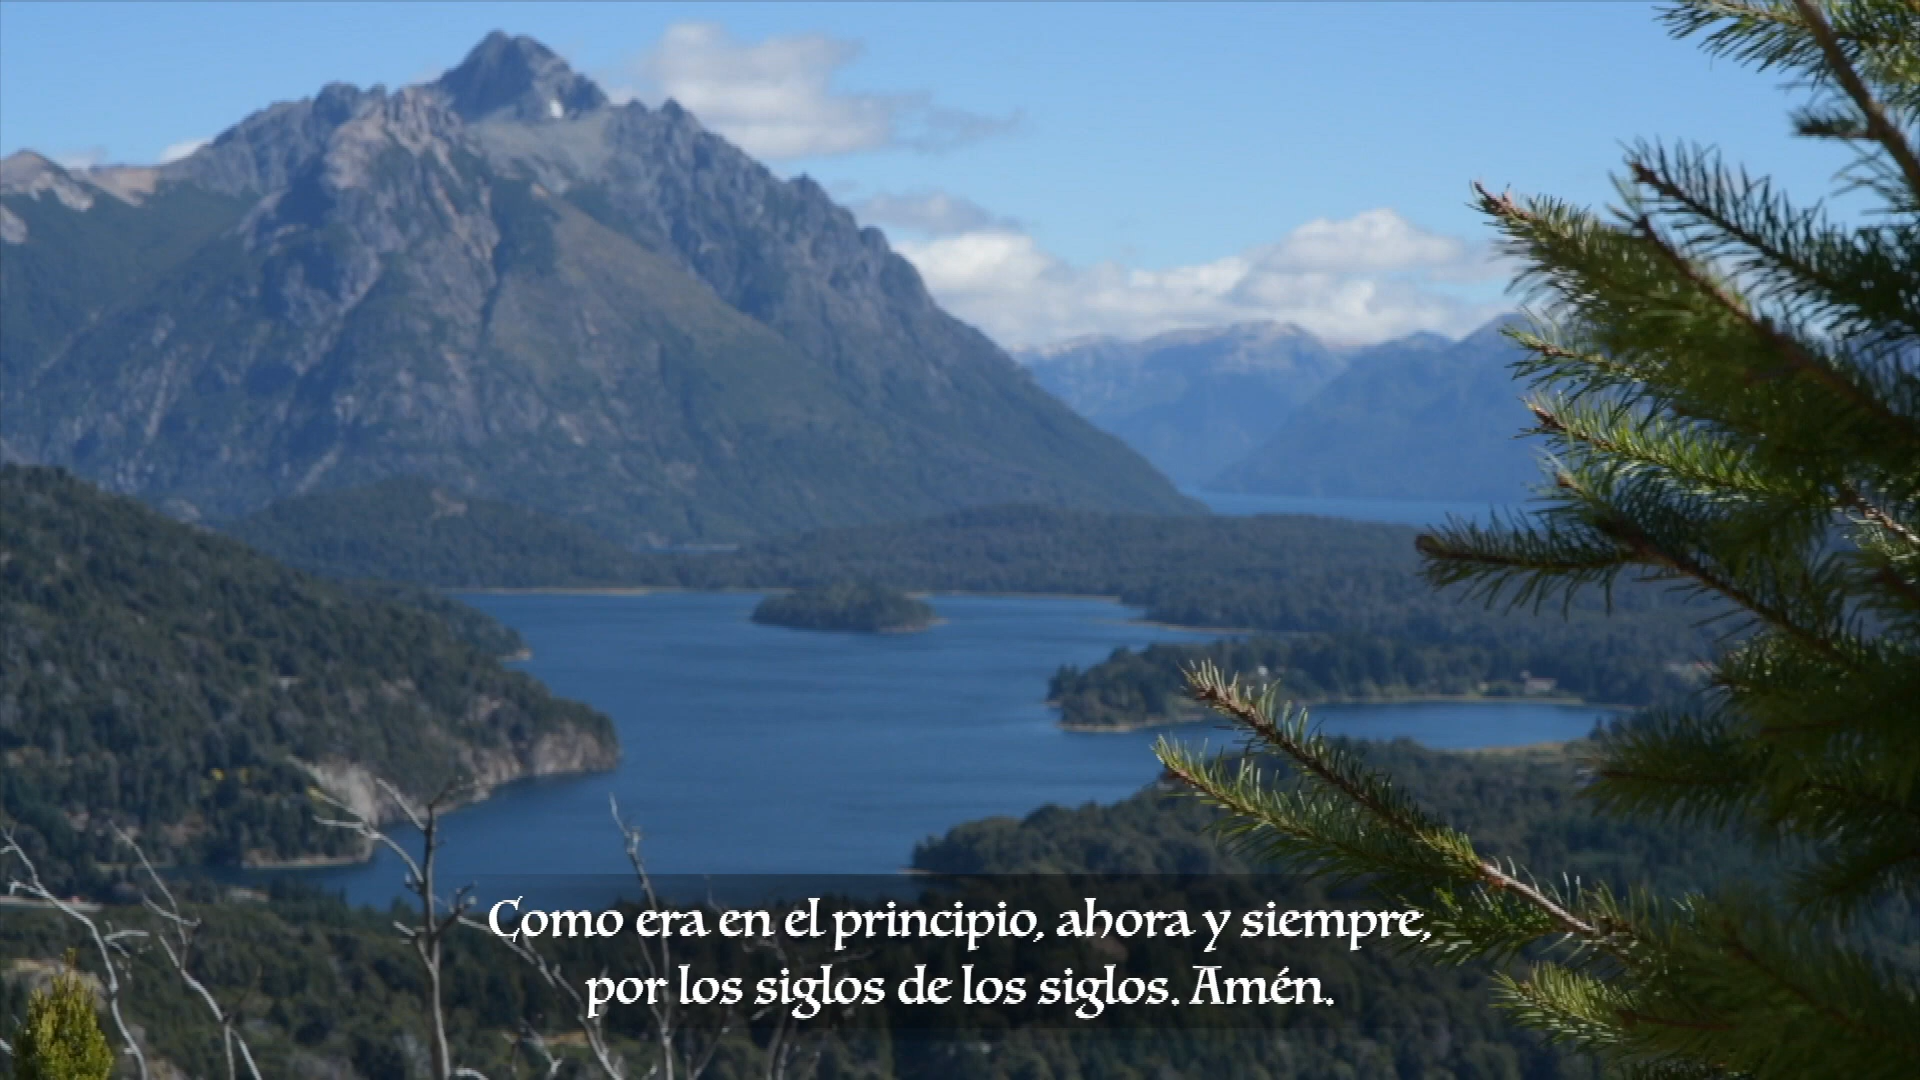 Como era en el principio, ahora y siempre,
por los siglos de los siglos. Amén.